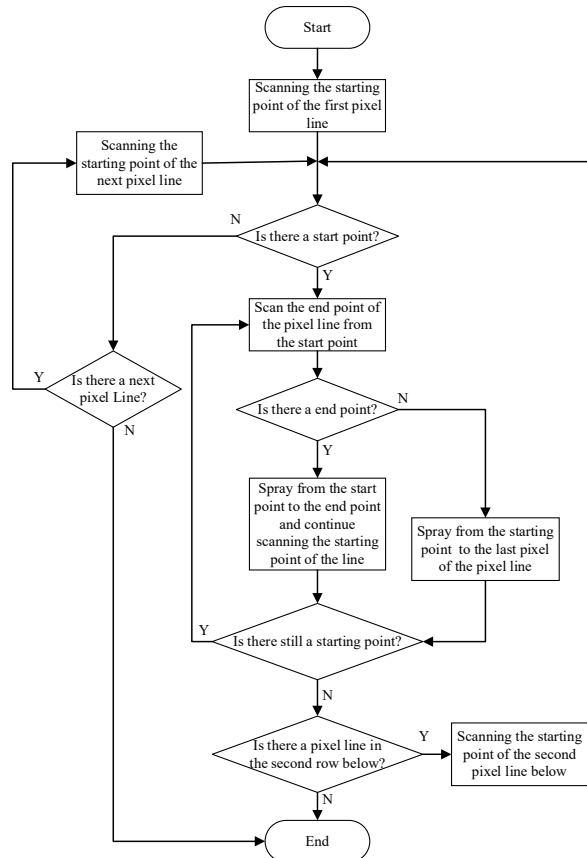 Start
Scanning the starting
point of the first pixel
line
Scanning the
starting point of the
next pixel line
N
Is there a start point?
Y
Scan the end point of
the pixel line from
the start point
Is there a next
pixel Line?
Y
N
Is there a end point?
N
Y
Spray from the start
point to the end point
and continue
scanning the starting
point of the line
Spray from the starting
point to the last pixel
of the pixel line
Y
Is there still a starting point?
N
Is there a pixel line in
the second row below?
Y
Scanning the starting
point of the second
pixel line below
N
End